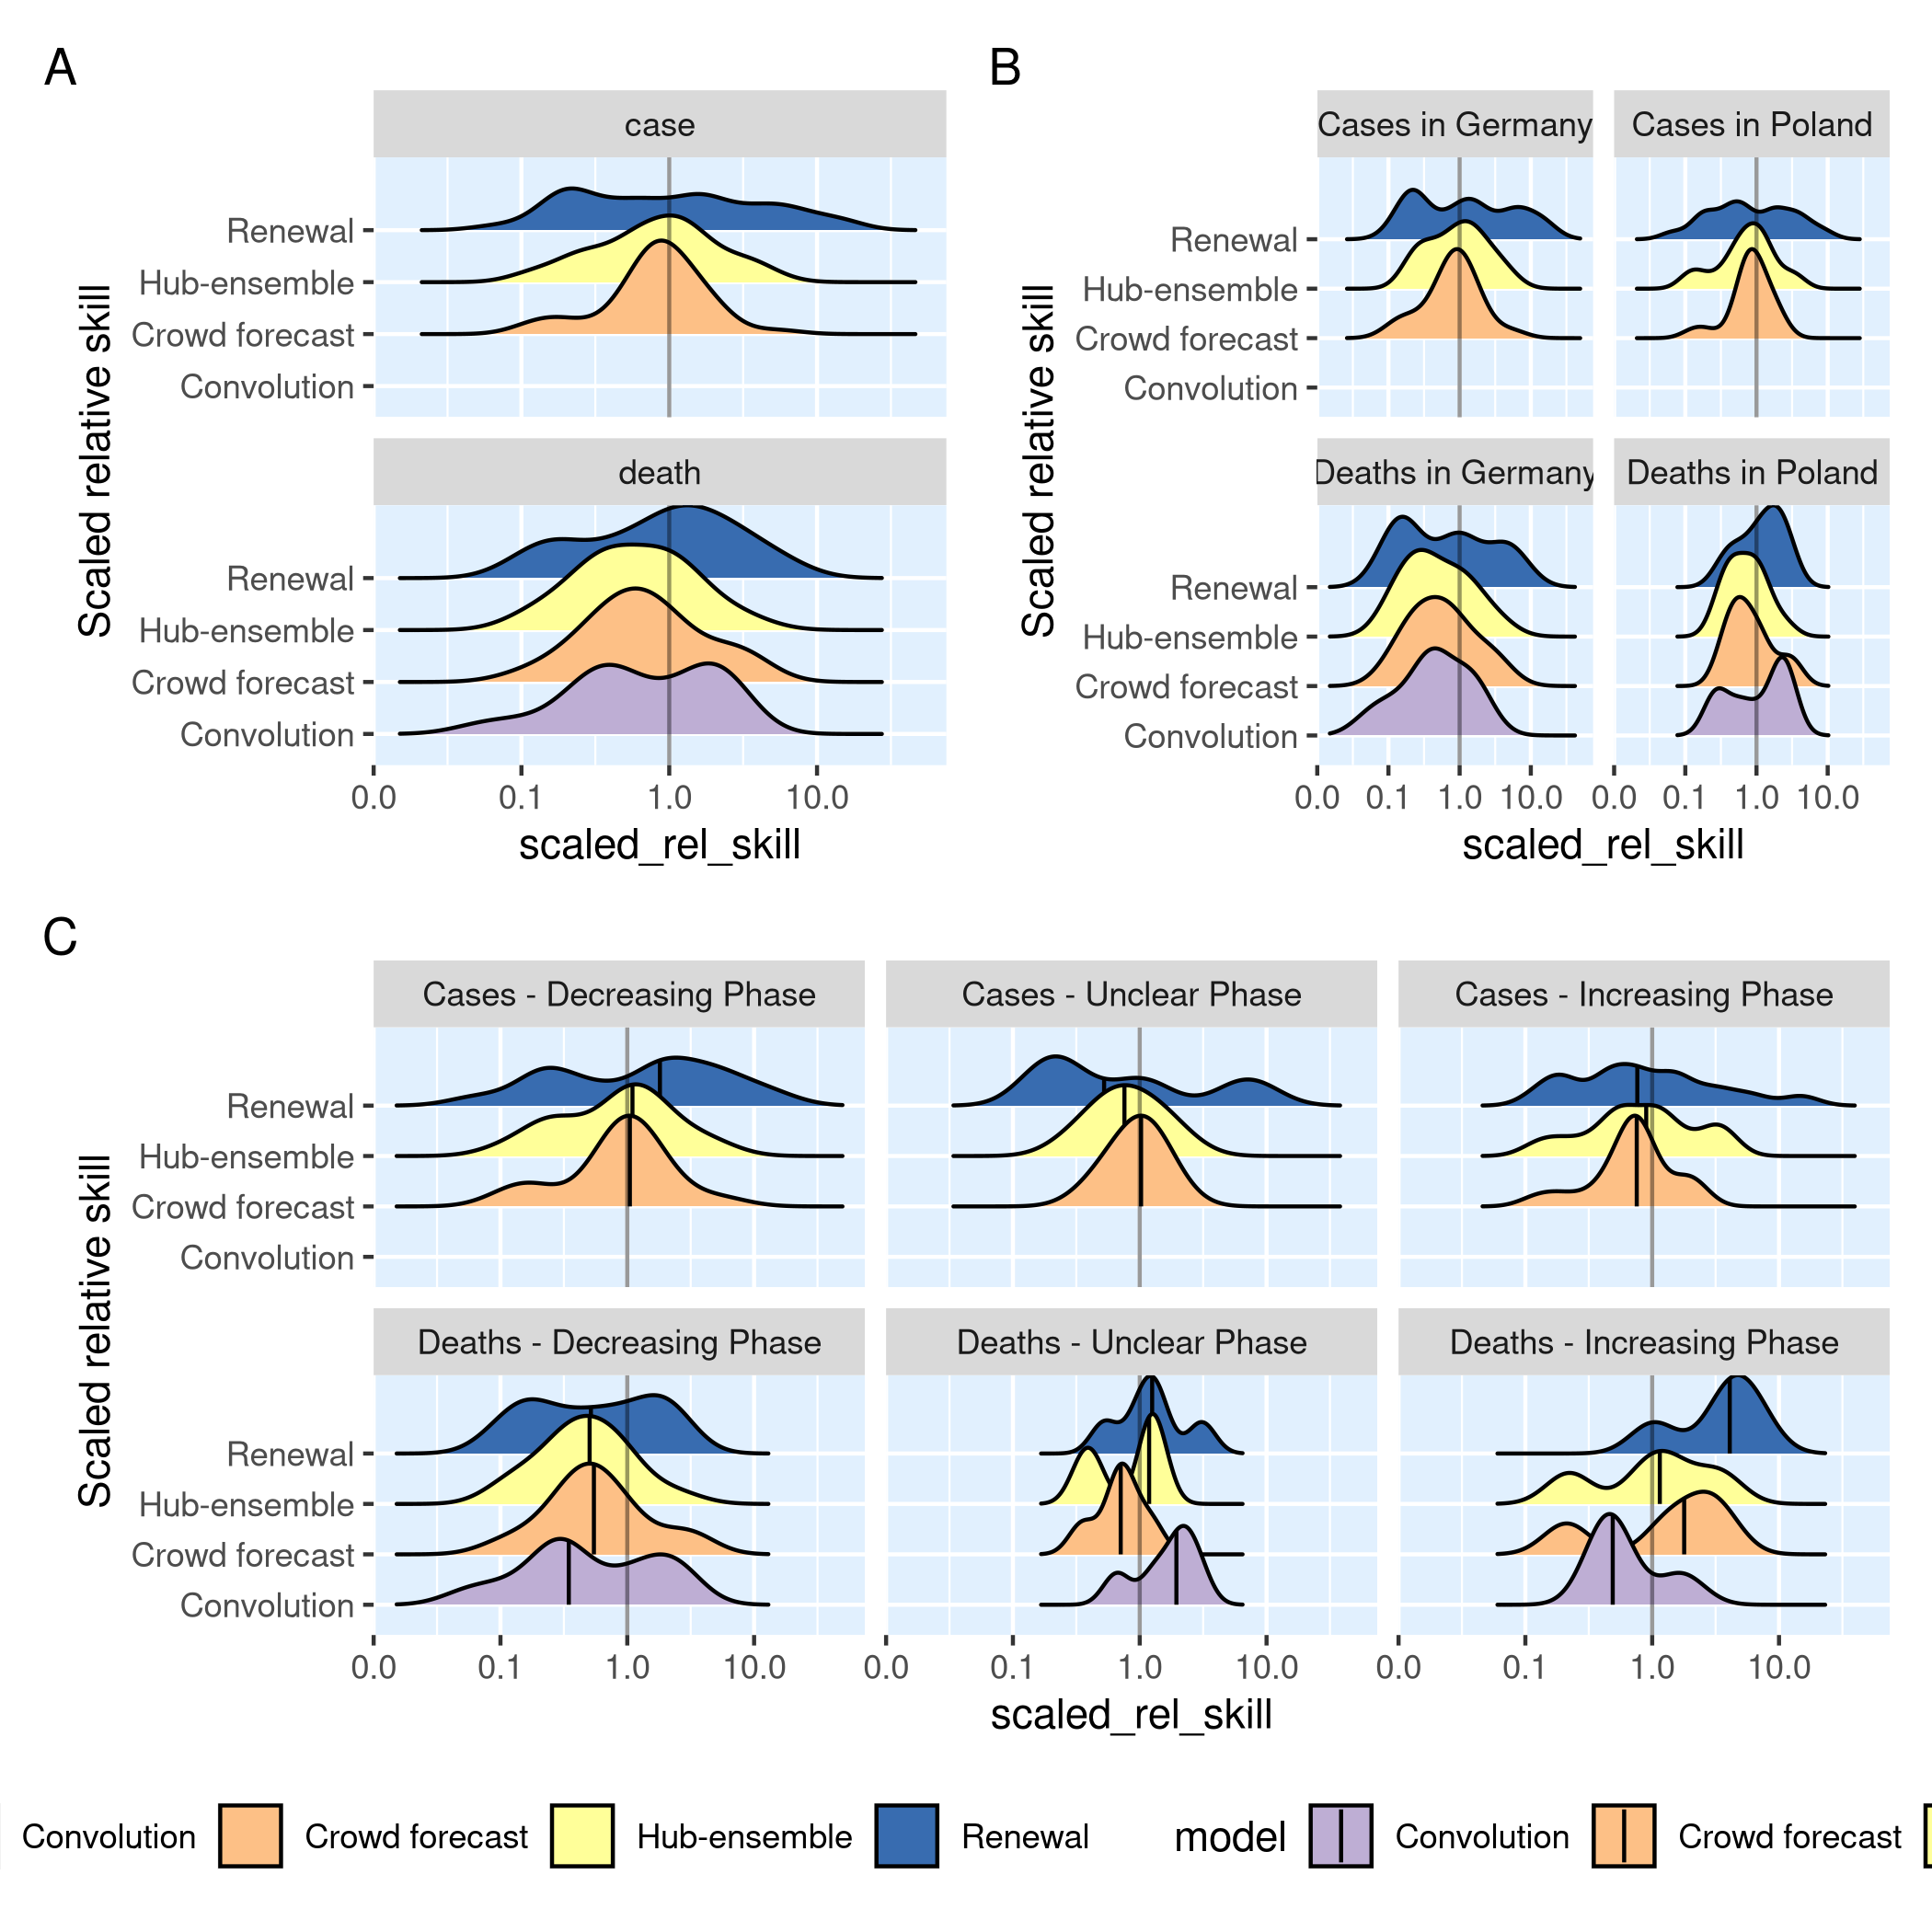 A
case
Scaled relative skill
Renewal
Hub-ensemble
Crowd forecast
Convolution
death
Renewal
Hub-ensemble
Crowd forecast
Convolution
0.0 0.1 1.0 10.0
scaled_rel_skill
B
Cases in Germany Cases in Poland
Scaled relative skill
Renewal
Hub-ensemble
Crowd forecast
Convolution
Deaths in Germany Deaths in Poland
Renewal
Hub-ensemble
Crowd forecast
Convolution
0.0 0.1 1.0 10.0 0.0 0.1 1.0 10.0
scaled_rel_skill
C
Cases - Decreasing Phase Cases - Unclear Phase Cases - Increasing Phase
Scaled relative skill
Renewal
Hub-ensemble
Crowd forecast
Convolution
Deaths - Decreasing Phase Deaths - Unclear Phase Deaths - Increasing Phase
Renewal
Hub-ensemble
Crowd forecast
Convolution
0.0 0.1 1.0 10.0 0.0 0.1 1.0 10.0 0.0 0.1 1.0 10.0
scaled_rel_skill
Convolution Crowd forecast Hub-ensemble Renewal model Convolution Crowd forecast